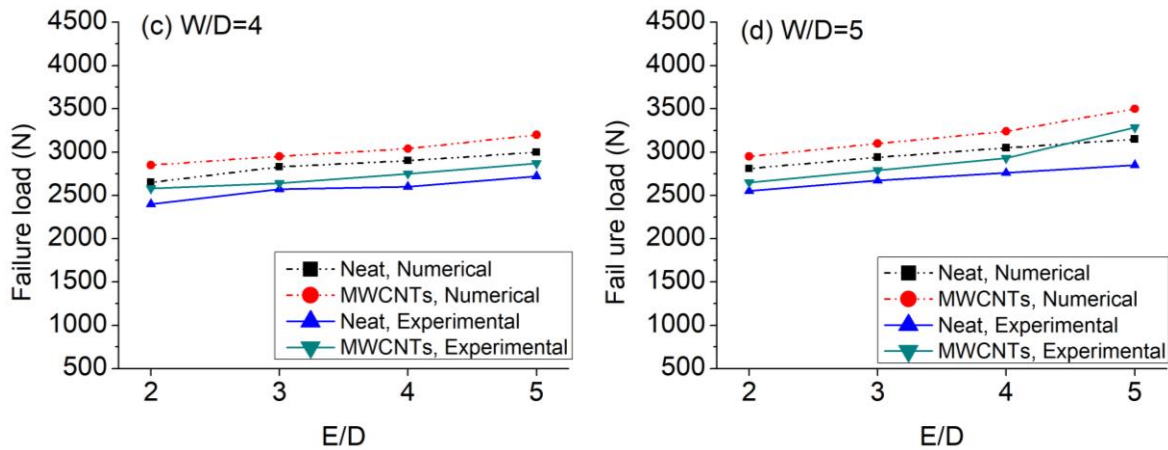 (c) W/D=4
4500
4000
3500
3000
2500
2000
1500
1000
500
Failure load (N)
Neat, Numerical
MWCNTs, Numerical
Neat, Experimental
MWCNTs, Experimental
2 3 4 5
E/D
(d) W/D=5
4500
4000
3500
3000
2500
2000
1500
1000
500
Fail ure load (N)
Neat, Numerical
MWCNTs, Numerical
Neat, Experimental
MWCNTs, Experimental
2 3 4 5
E/D